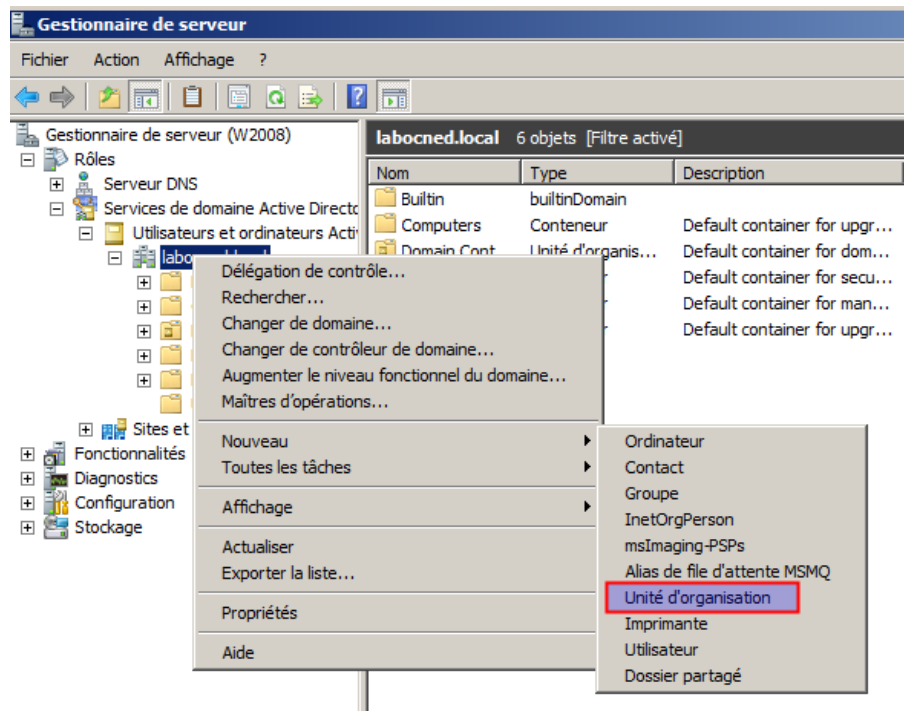 Gestionnaire de serveur
Fichier Action Affichage ?
Gestionnaire de serveur (W2008)
Rôles
Serveur DNS
Services de domaine Active Directo
Utilisateurs et ordinateurs Activ
labo
Sites et
Fonctionnalités
Diagnostics
Configuration
Stockage
labocned.local 6 objets [Filtre activé]
Nom Type Description
Builtin builtinDomain
Computers Conteneur Default container for upgr...
Domain Cont... Unité d'organis... Default container for dom...
Default container for secu...
Default container for man...
Default container for upgr...
Délégation de contrôle...
Rechercher...
Changer de domaine...
Changer de contrôleur de domaine...
Augmenter le niveau fonctionnel du domaine...
Maîtres d'opérations...
Nouveau
Toutes les tâches
Affichage
Actualiser
Exporter la liste...
Propriétés
Aide
Ordinateur
Contact
Groupe
InetOrgPerson
msImaging-PSPs
Alias de file d'attente MSMQ
Unité d'organisation
Imprimante
Utilisateur
Dossier partagé